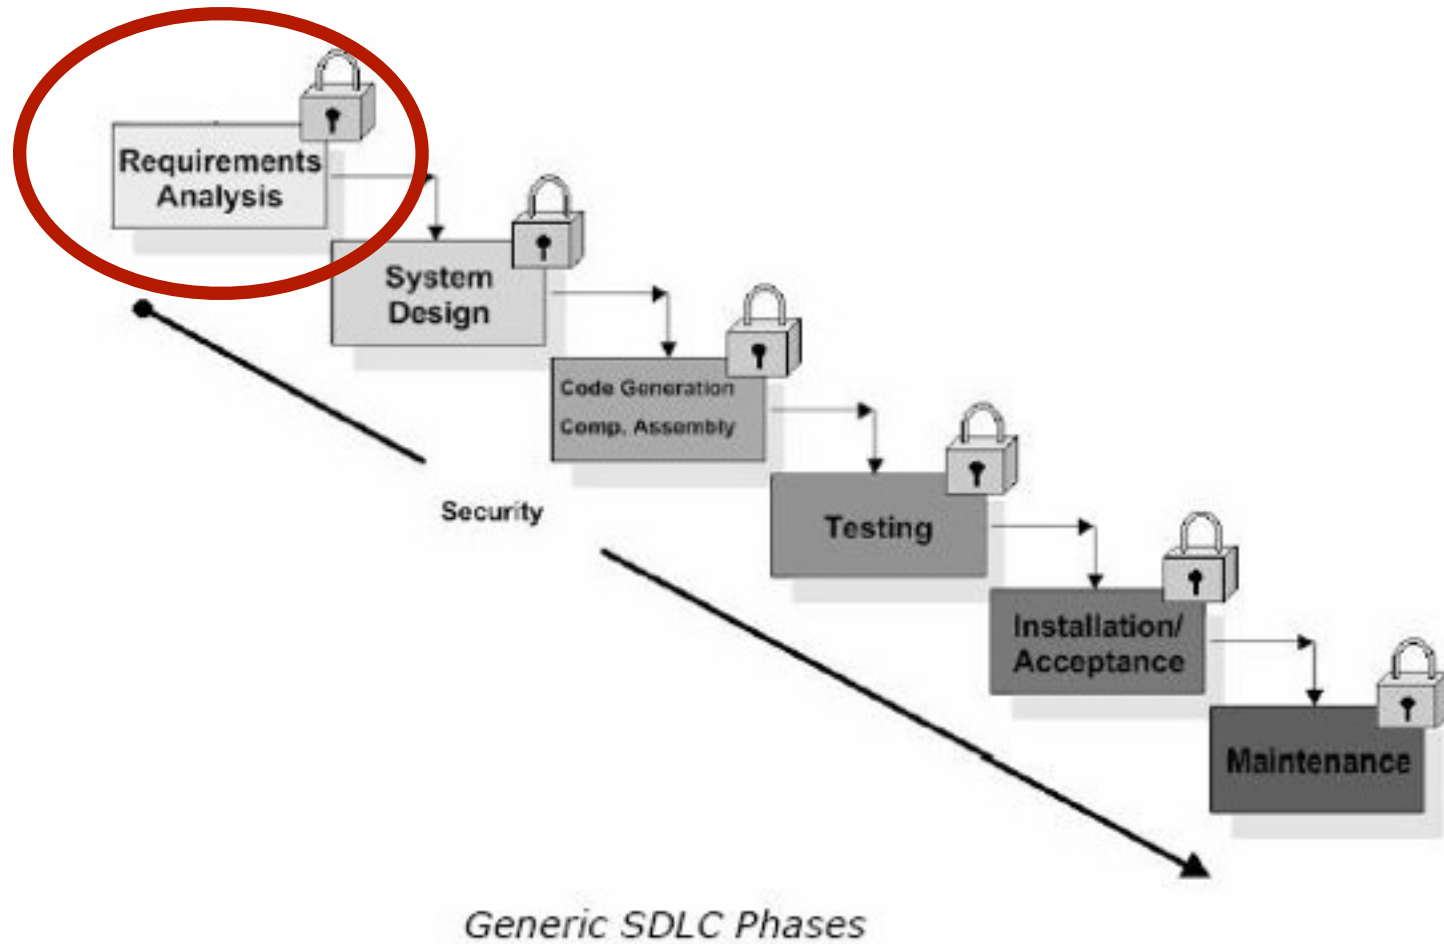 Requirements
Analysis
System
Design
Code Generation
Comp. Assembly
Security
Testing
Installation/
Acceptance
Maintenance
Generic SDLC Phases